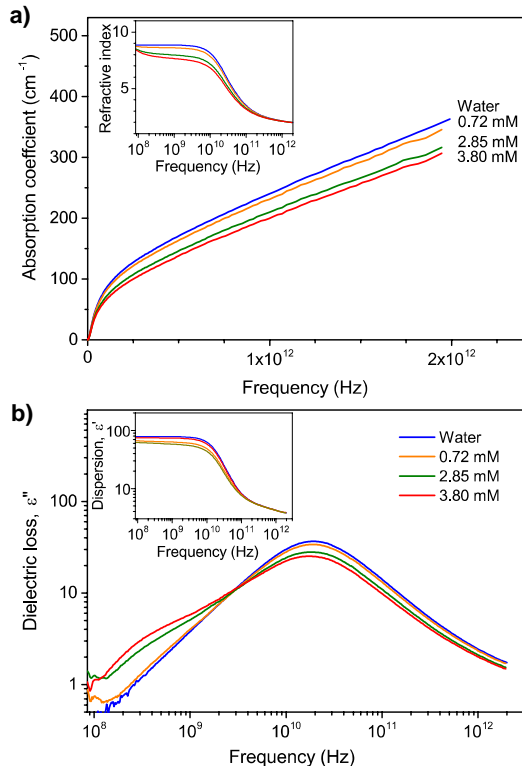 a)
500
400
300
200
100
0
Absorption coeffcient (cm⁻¹)
0
1x10¹²
2x10¹²
Frequency (Hz)
10
5
Refractive index
10⁸ 10⁹ 10¹⁰ 10¹¹ 10¹²
Frequency (Hz)
Water
0.72 mM
2.85 mM
3.80 mM
b)
100
10
1
Dielectric loss, ε''
10⁸ 10⁹ 10¹⁰ 10¹¹ 10¹²
Frequency (Hz)
100
10
Dispersion, ε'
10⁸ 10⁹ 10¹⁰ 10¹¹ 10¹²
Frequency (Hz)
Water
0.72 mM
2.85 mM
3.80 mM